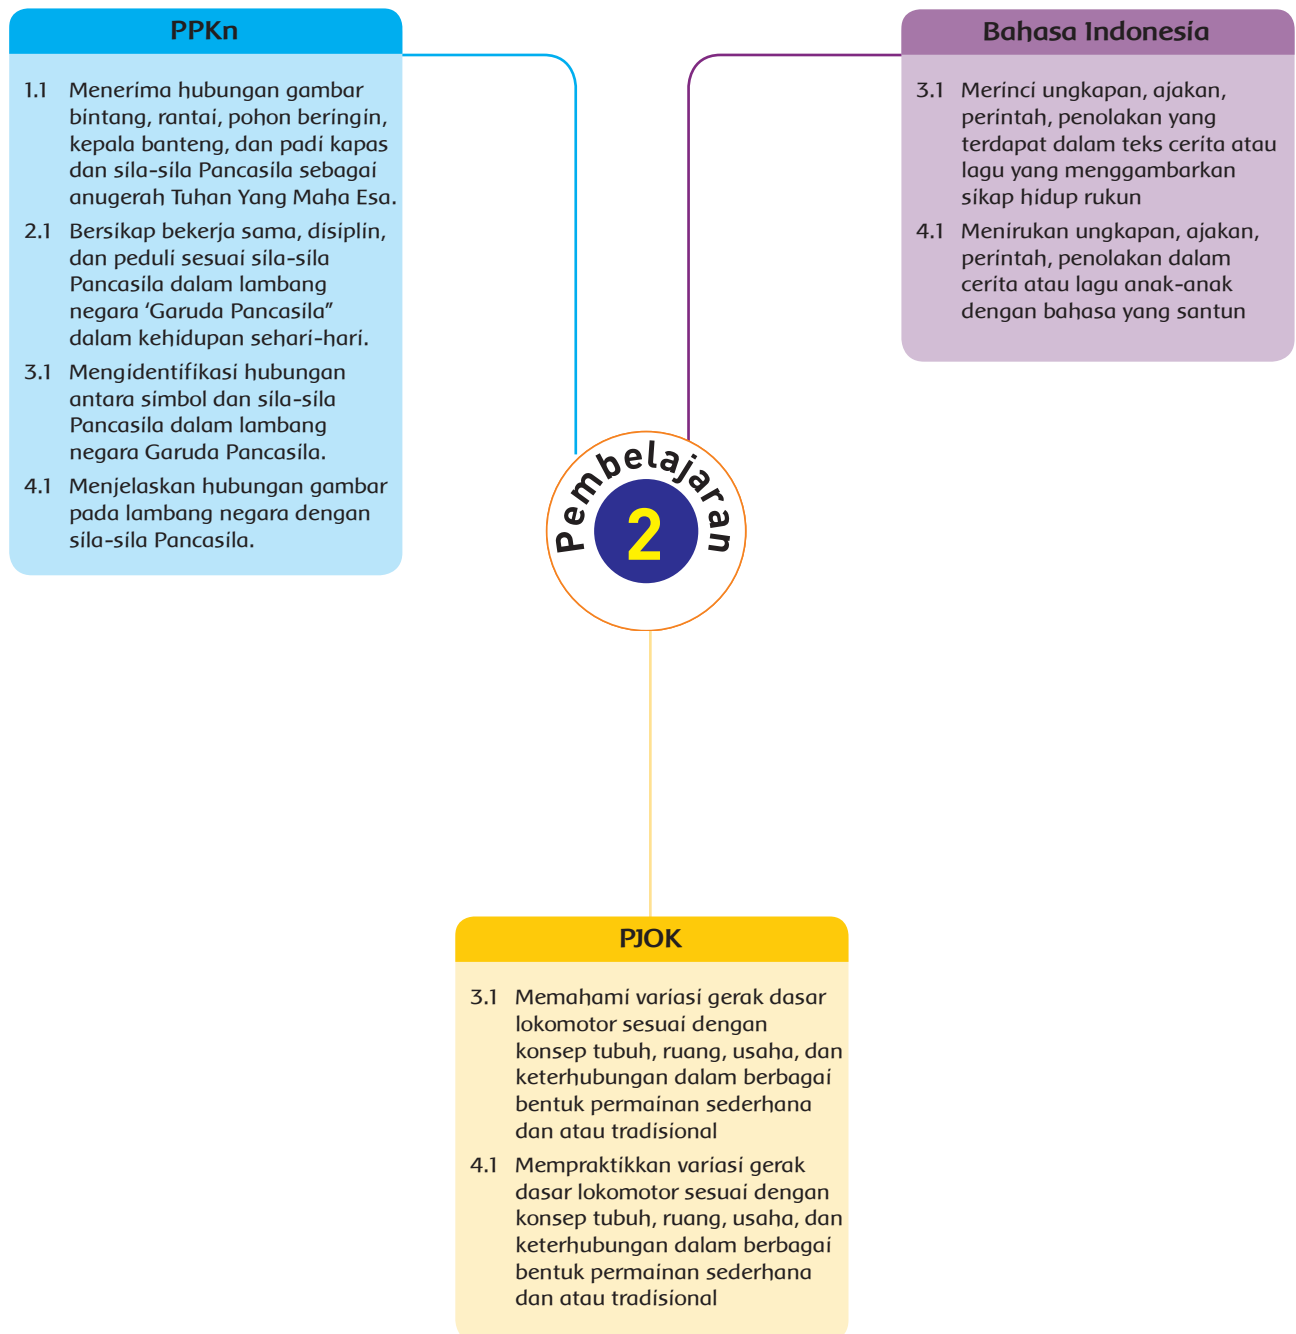 PPKn
1.1 Menerima hubungan gambar
bintang, rantai, pohon beringin,
kepala banteng, dan padi kapas
dan sila-sila Pancasila sebagai
anugerah Tuhan Yang Maha Esa.
2.1 Bersikap bekerja sama, disiplin,
dan peduli sesuai sila-sila
Pancasila dalam lambang
negara ‘Garuda Pancasila”
dalam kehidupan sehari-hari.
3.1 Mengidentifikasi hubungan
antara simbol dan sila-sila
Pancasila dalam lambang
negara Garuda Pancasila.
4.1 Menjelaskan hubungan gambar
pada lambang negara dengan
sila-sila Pancasila.
Bahasa Indonesia
3.1 Merinci ungkapan, ajakan,
perintah, penolakan yang
terdapat dalam teks cerita atau
lagu yang menggambarkan
sikap hidup rukun
4.1 Menirukan ungkapan, ajakan,
perintah, penolakan dalam
cerita atau lagu anak-anak
dengan bahasa yang santun
Pembelajaran
2
PJOK
3.1 Memahami variasi gerak dasar
lokomotor sesuai dengan
konsep tubuh, ruang, usaha, dan
keterhubungan dalam berbagai
bentuk permainan sederhana
dan atau tradisional
4.1 Mempraktikkan variasi gerak
dasar lokomotor sesuai dengan
konsep tubuh, ruang, usaha, dan
keterhubungan dalam berbagai
bentuk permainan sederhana
dan atau tradisional